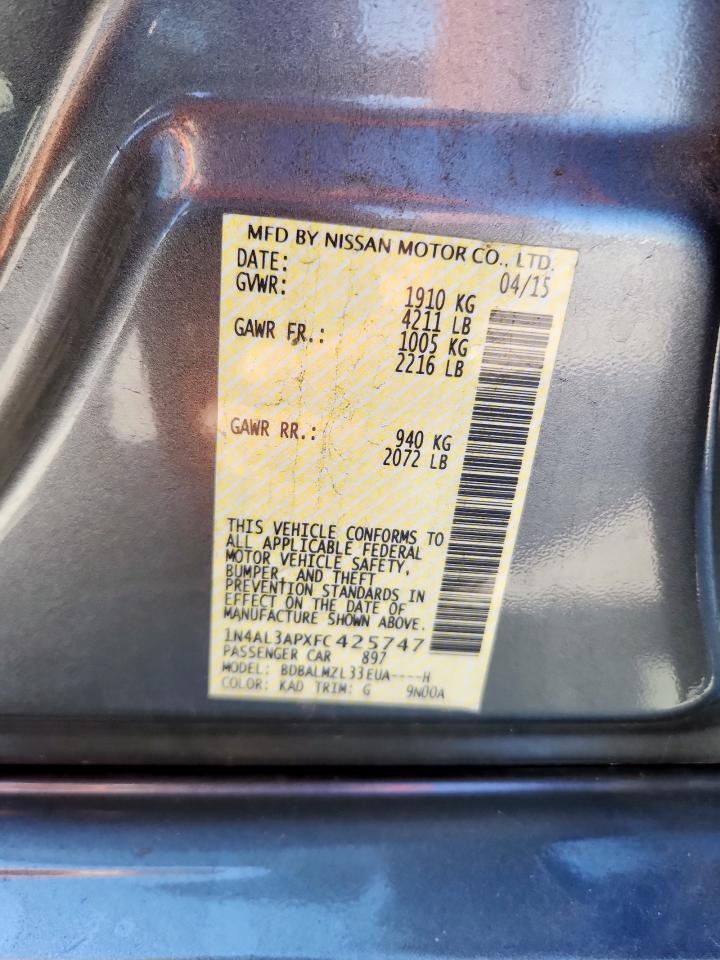 MFD BY NISSAN MOTOR CO., LTD.
DATE: 04/15
GVWR: 1910 KG
4211 LB
GAWR FR.: 1005 KG
2216 LB
GAWR RR.: 940 KG
2072 LB
THIS VEHICLE CONFORMS TO
ALL APPLICABLE FEDERAL
MOTOR VEHICLE SAFETY,
BUMPER, AND THEFT
PREVENTION STANDARDS IN
EFFECT ON THE DATE OF
MANUFACTURE SHOWN ABOVE.
1N4AL3APXFC425747
PASSENGER CAR 897
MODEL: BDBALMZL33EUA----H
COLOR: KAD TRIM: G 9N00A